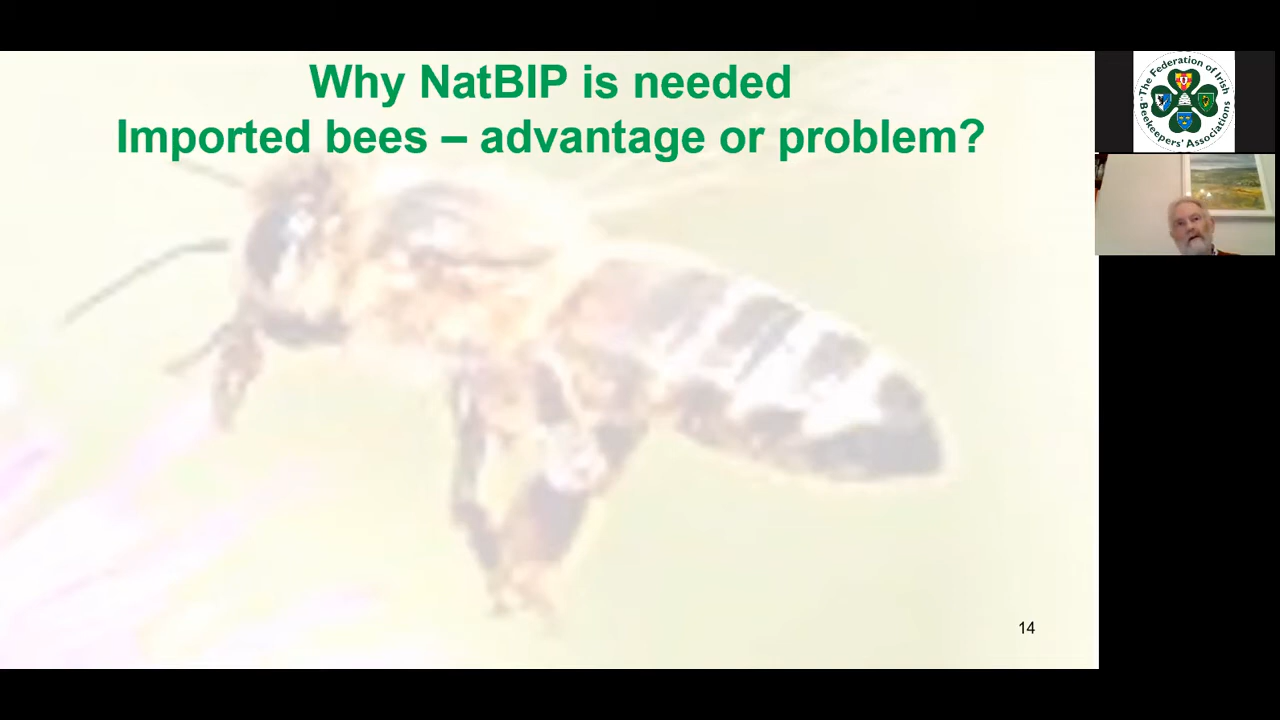 Why NatBIP is needed
Imported bees – advantage or problem?
14
"The Federation of Irish
Beekeepers' Associations"